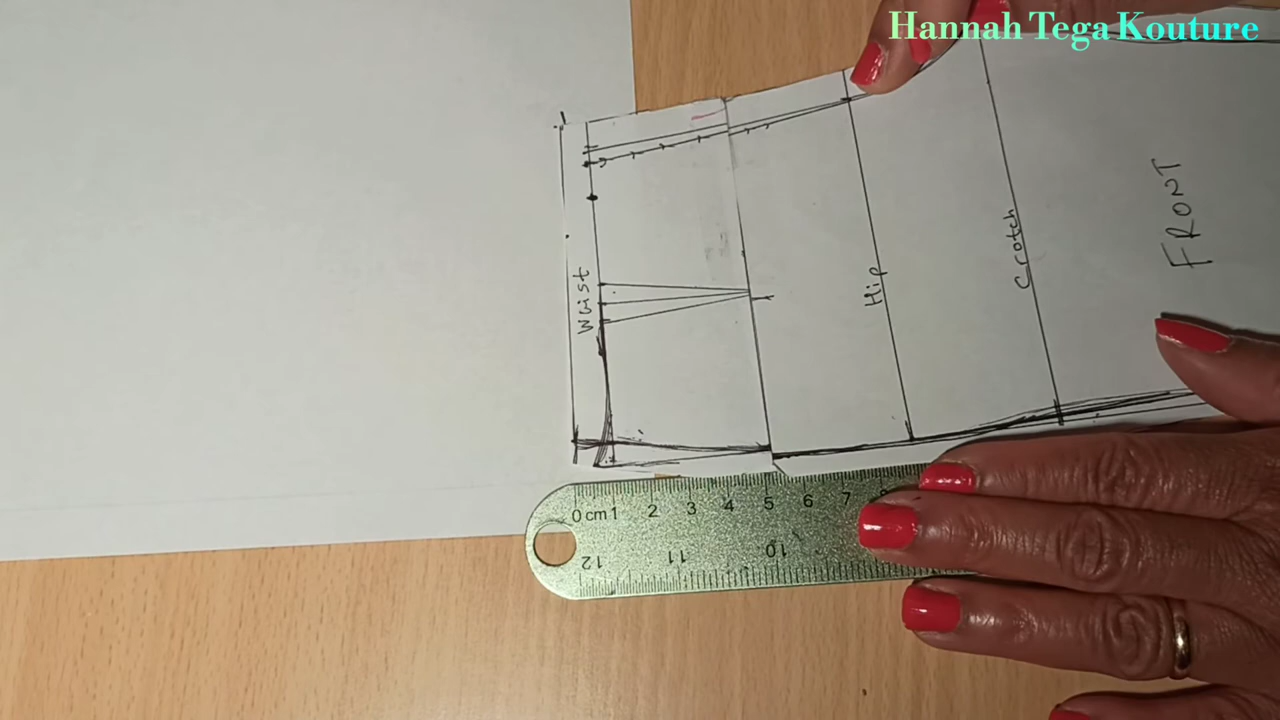 Hannah Tega Kouture
Waist
Hip
Crotch
FRONT
0 cm 1 2 3 4 5 6 7 8
12 11 10